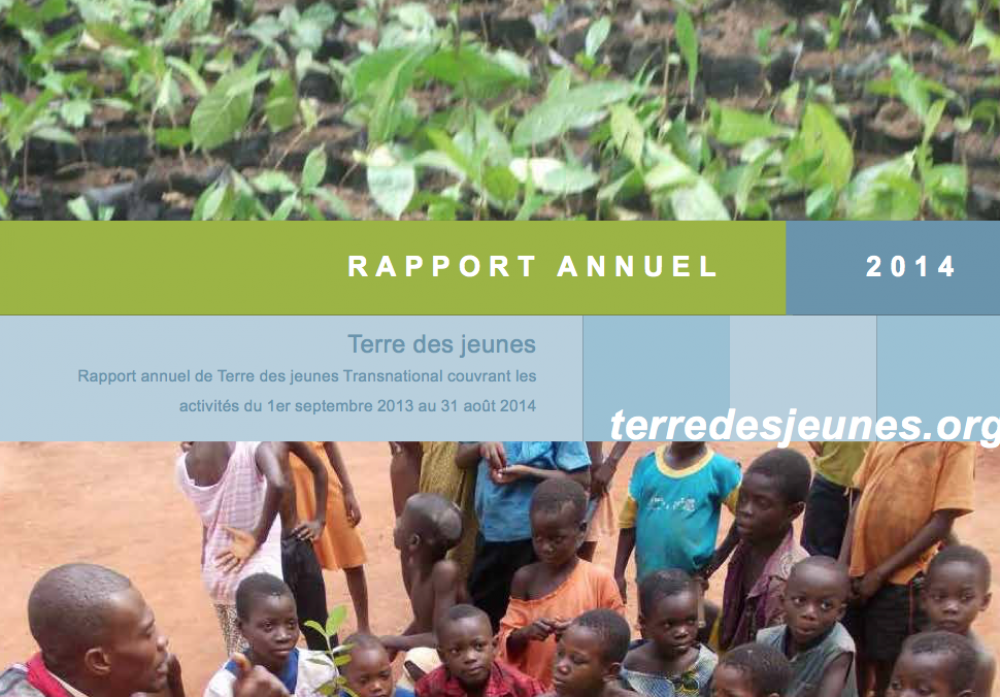 RAPPORT ANNUEL 2014
Terre des jeunes
Rapport annuel de Terre des jeunes Transnational couvrant les
activités du 1er septembre 2013 au 31 août 2014
terredesjeunes.org